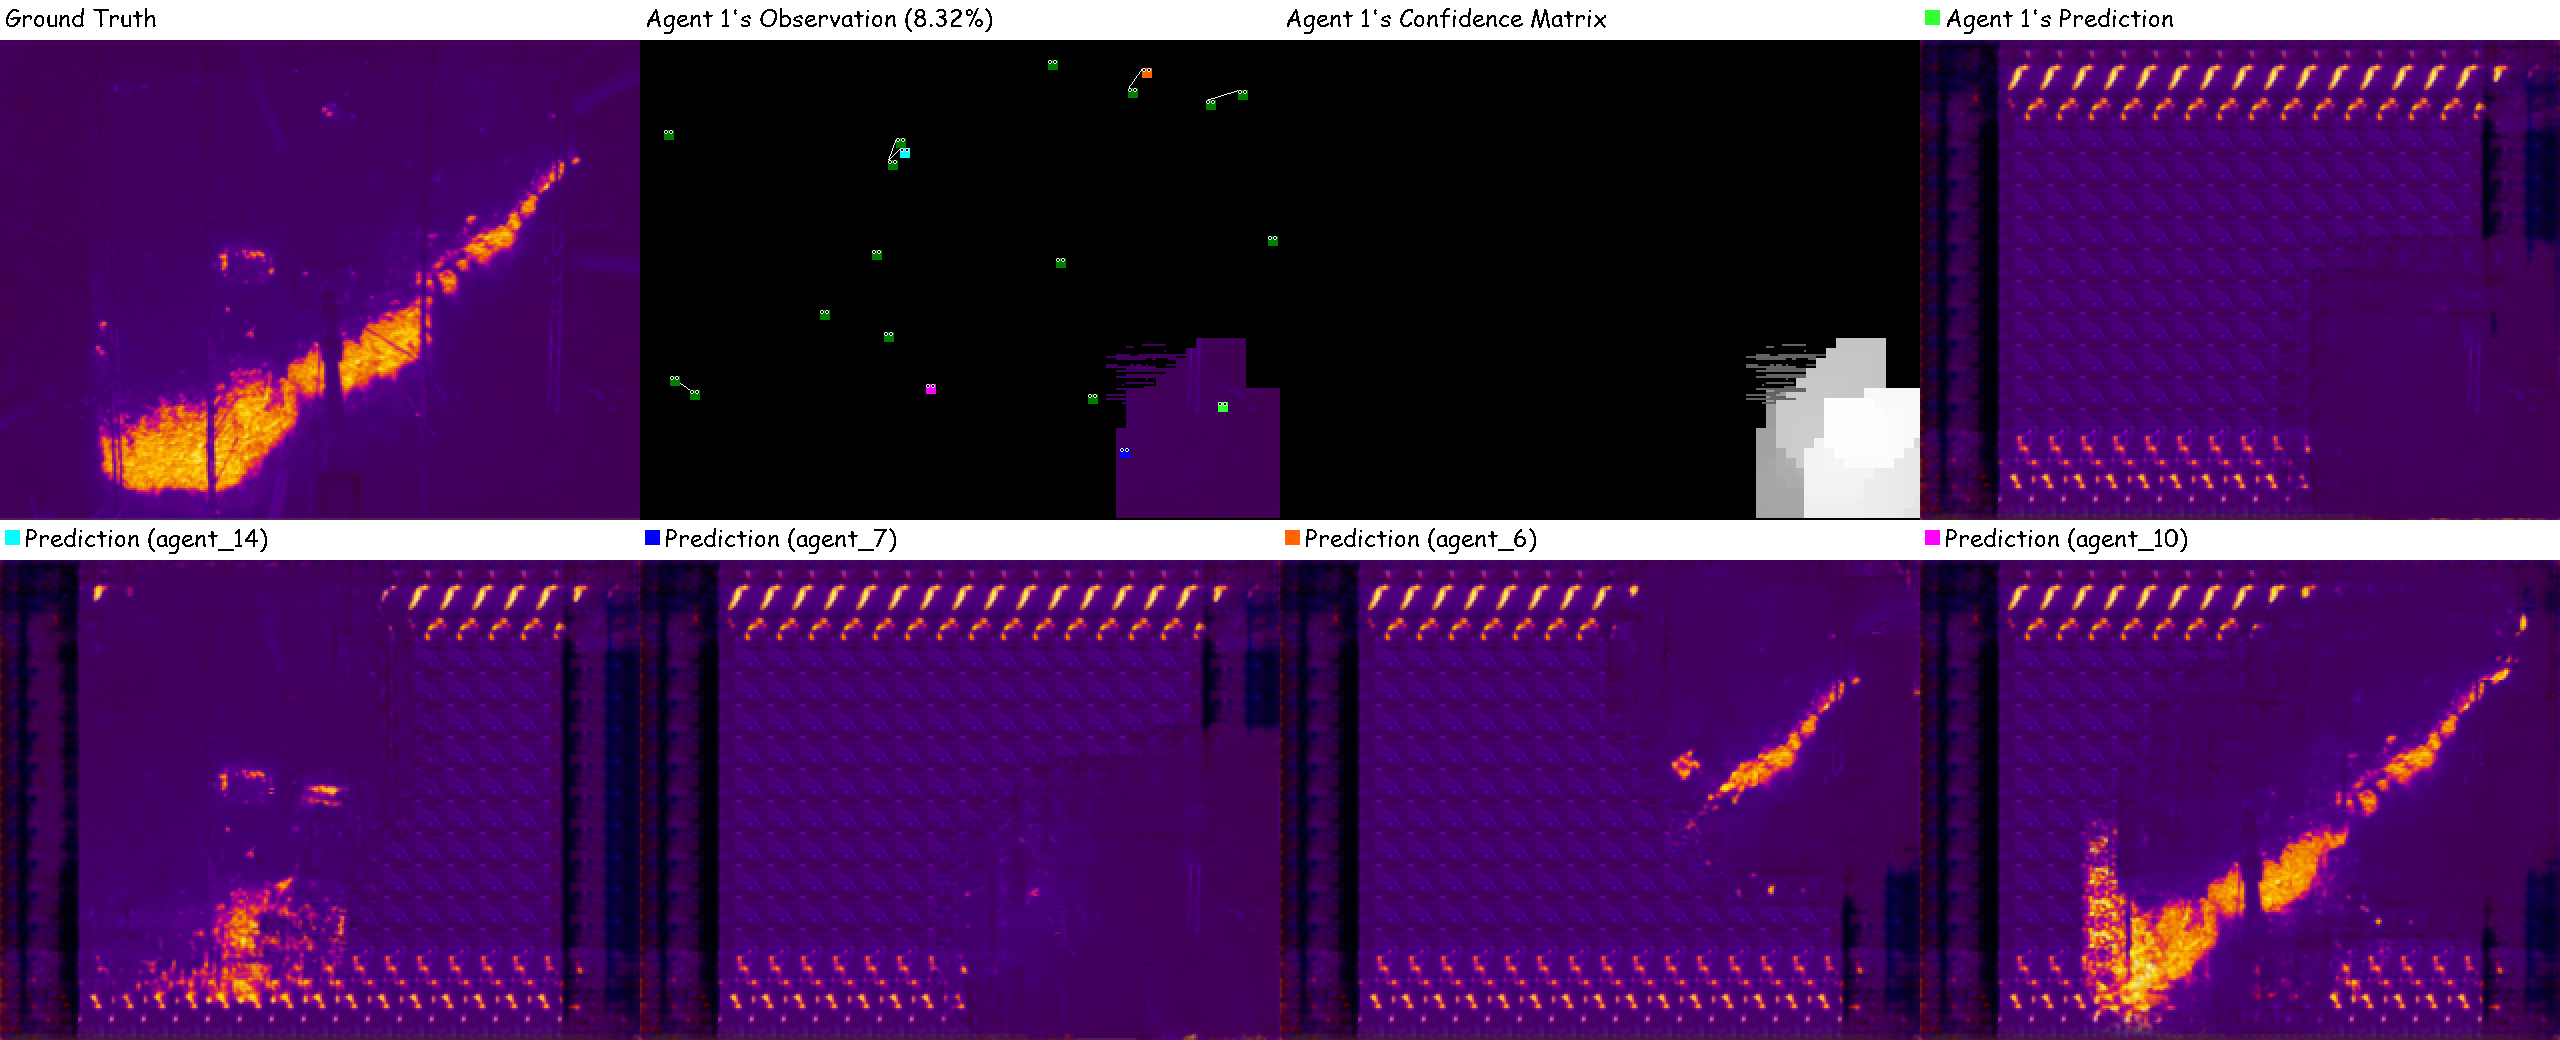 Ground Truth
Agent 1's Observation (8.32%)
Agent 1's Confidence Matrix
Agent 1's Prediction
Prediction (agent_14)
Prediction (agent_7)
Prediction (agent_6)
Prediction (agent_10)